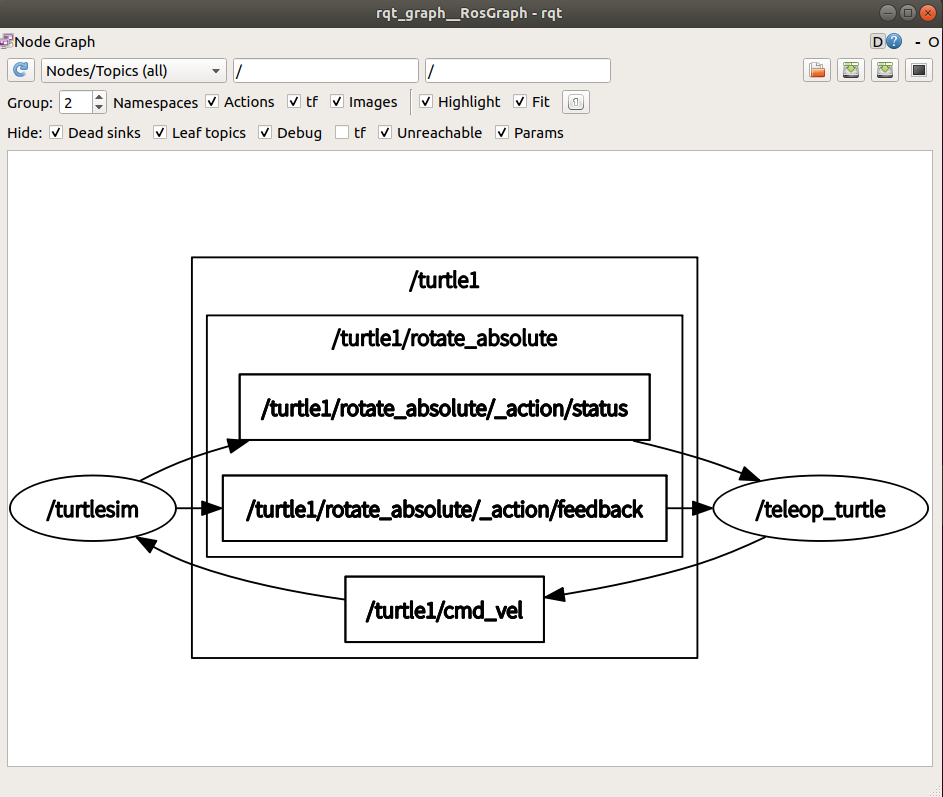 rqt_graph__RosGraph - rqt
Node Graph D ? - O
Nodes/Topics (all) / /
Group: 2 Namespaces Actions tf Images Highlight Fit
Hide: Dead sinks Leaf topics Debug tf Unreachable Params
/turtle1
/turtle1/rotate_absolute
/turtle1/rotate_absolute/_action/status
/turtlesim /turtle1/rotate_absolute/_action/feedback /teleop_turtle
/turtle1/cmd_vel